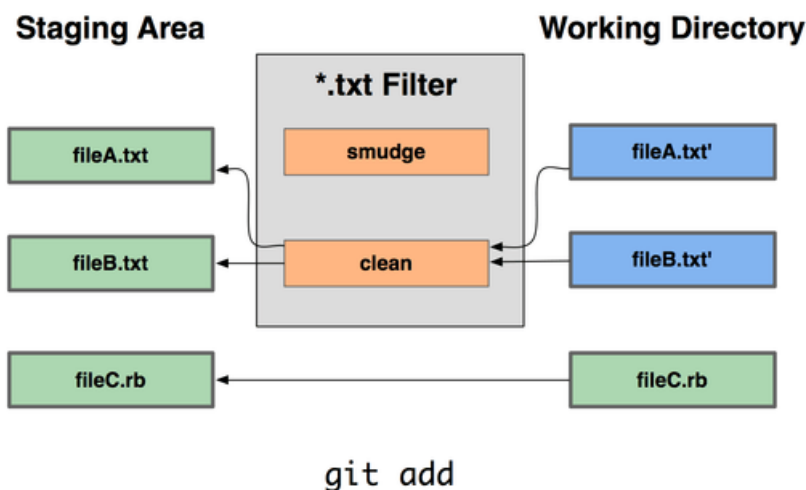 Staging Area
Working Directory
*.txt Filter
fileA.txt
smudge
fileA.txt'
fileB.txt
clean
fileB.txt'
fileC.rb
fileC.rb
git add